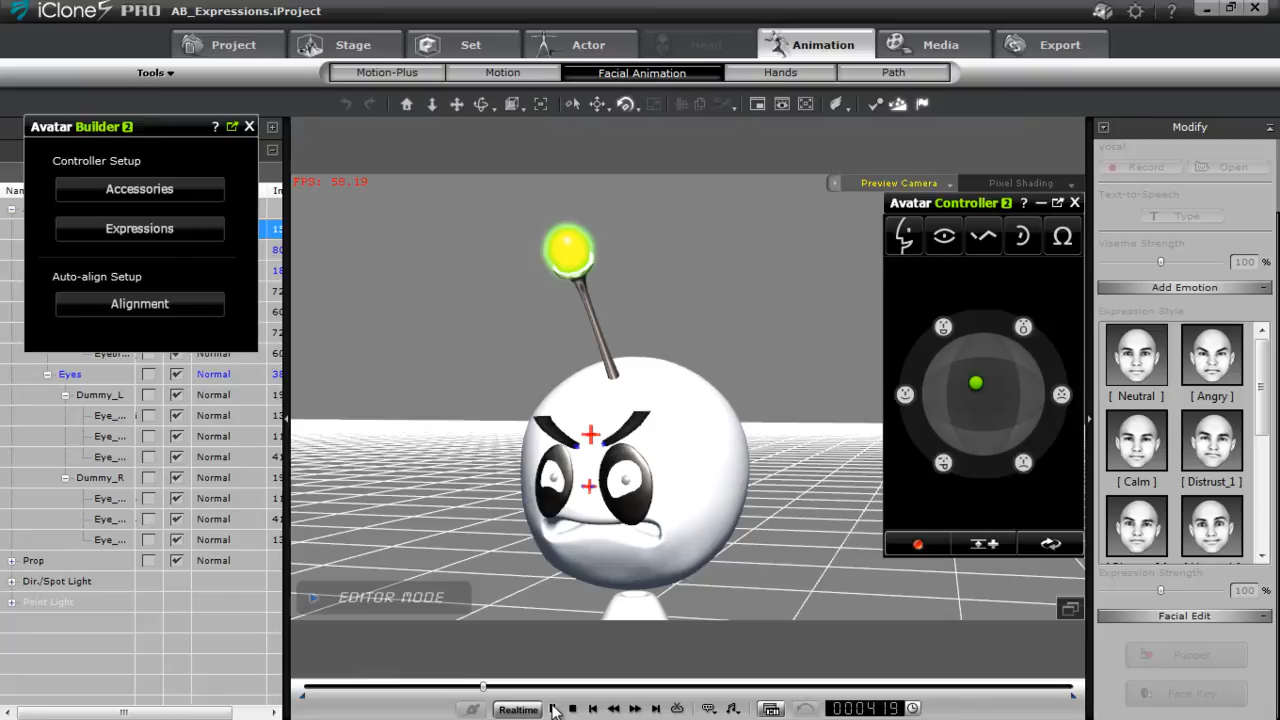 iClone5 PRO AB_Expressions.iProject
Project Stage Set Actor Head Animation Media Export
Tools Motion-Plus Motion Facial Animation Hands Path
Avatar Builder 2 ?
Controller Setup
Accessories
Expressions
Auto-align Setup
Alignment
FPS: 58.19
Preview Camera
Pixel Shading
Avatar Controller 2 ?
Modify
Vocal
Record
Open
Text-to-Speech
Type
Viseme Strength
100 %
Add Emotion
Expression Style
[ Neutral ] [ Angry ]
[ Calm ] [ Distrust_1 ]
Expression Strength
100 %
Facial Edit
Puppet
Face Key
Eyes Normal
Dummy_L Normal
Eye_... Normal
Eye_... Normal
Eye_... Normal
Dummy_R Normal
Eye_... Normal
Eye_... Normal
Eye_... Normal
Prop Normal
Dir./Spot Light
Point Light
EDITOR MODE
Realtime
0000419